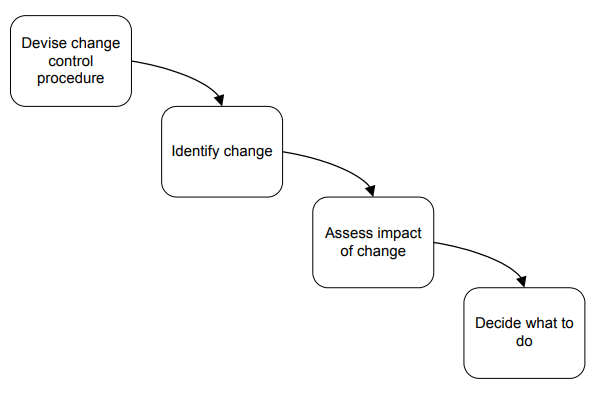 Devise change
control
procedure
Identify change
Assess impact
of change
Decide what to
do